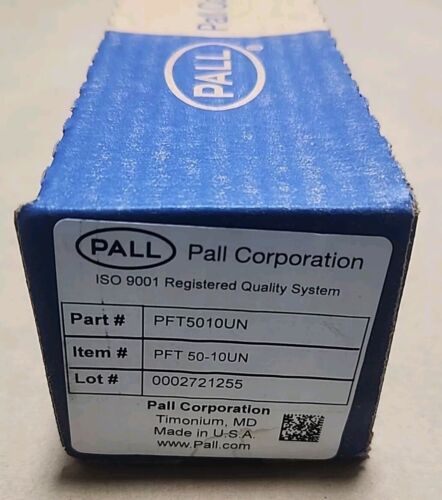 PALL
®
PALL Pall Corporation
ISO 9001 Registered Quality System
Part # PFT5010UN
Item # PFT 50-10UN
Lot # 0002721255
Pall Corporation
Timonium, MD
Made in U.S.A.
www.Pall.com